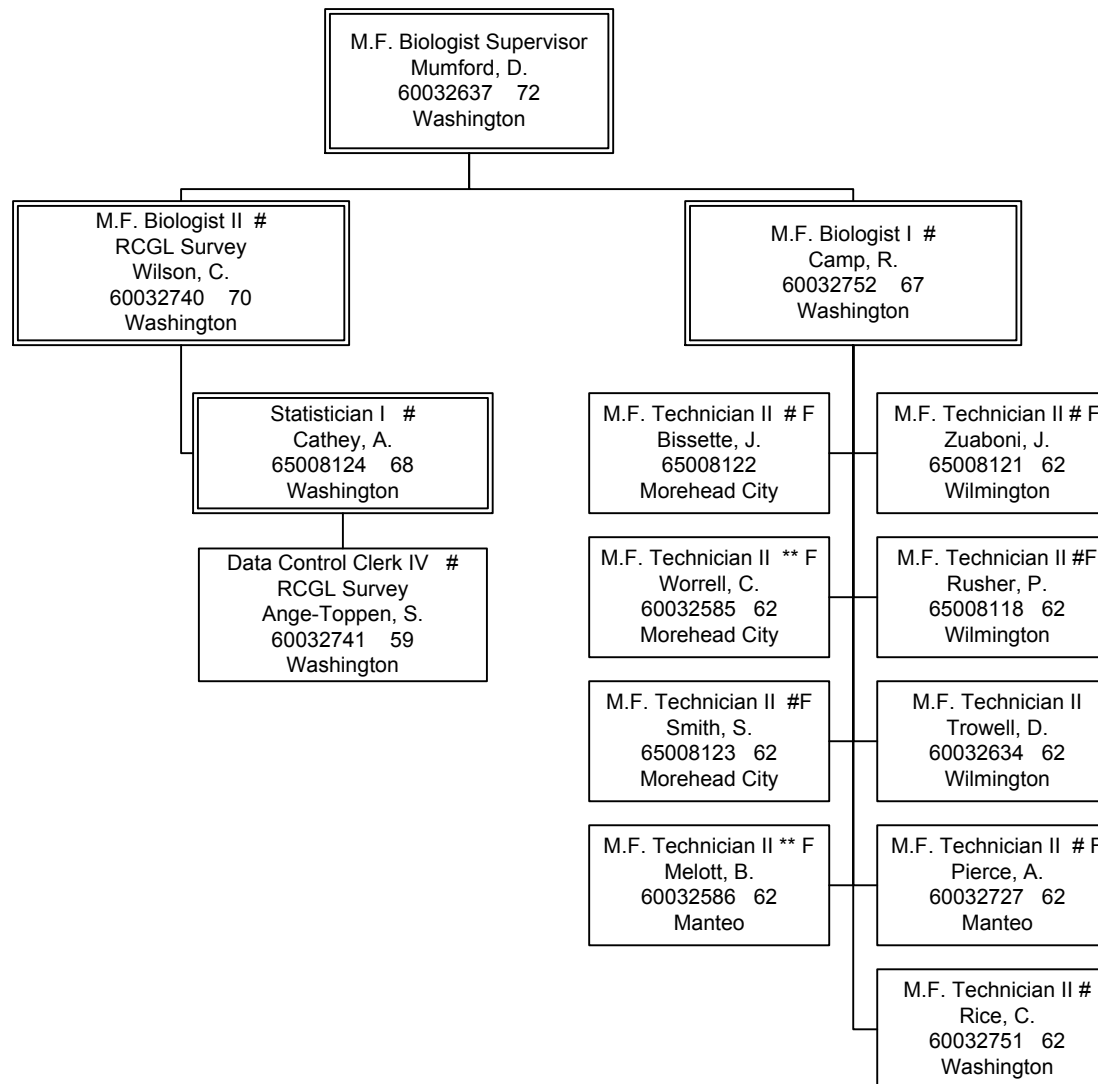 M.F. Biologist Supervisor
Mumford, D.
60032637 72
Washington
M.F. Biologist II #
RCGL Survey
Wilson, C.
60032740 70
Washington
Statistician I #
Cathey, A.
65008124 68
Washington
Data Control Clerk IV #
RCGL Survey
Ange-Toppen, S.
60032741 59
Washington
M.F. Biologist I #
Camp, R.
60032752 67
Washington
M.F. Technician II # F
Bissette, J.
65008122
Morehead City
M.F. Technician II # F
Zuaboni, J.
65008121 62
Wilmington
M.F. Technician II ** F
Worrell, C.
60032585 62
Morehead City
M.F. Technician II #F
Rusher, P.
65008118 62
Wilmington
M.F. Technician II #F
Smith, S.
65008123 62
Morehead City
M.F. Technician II
Trowell, D.
60032634 62
Wilmington
M.F. Technician II ** F
Melott, B.
60032586 62
Manteo
M.F. Technician II # F
Pierce, A.
60032727 62
Manteo
M.F. Technician II #
Rice, C.
60032751 62
Washington